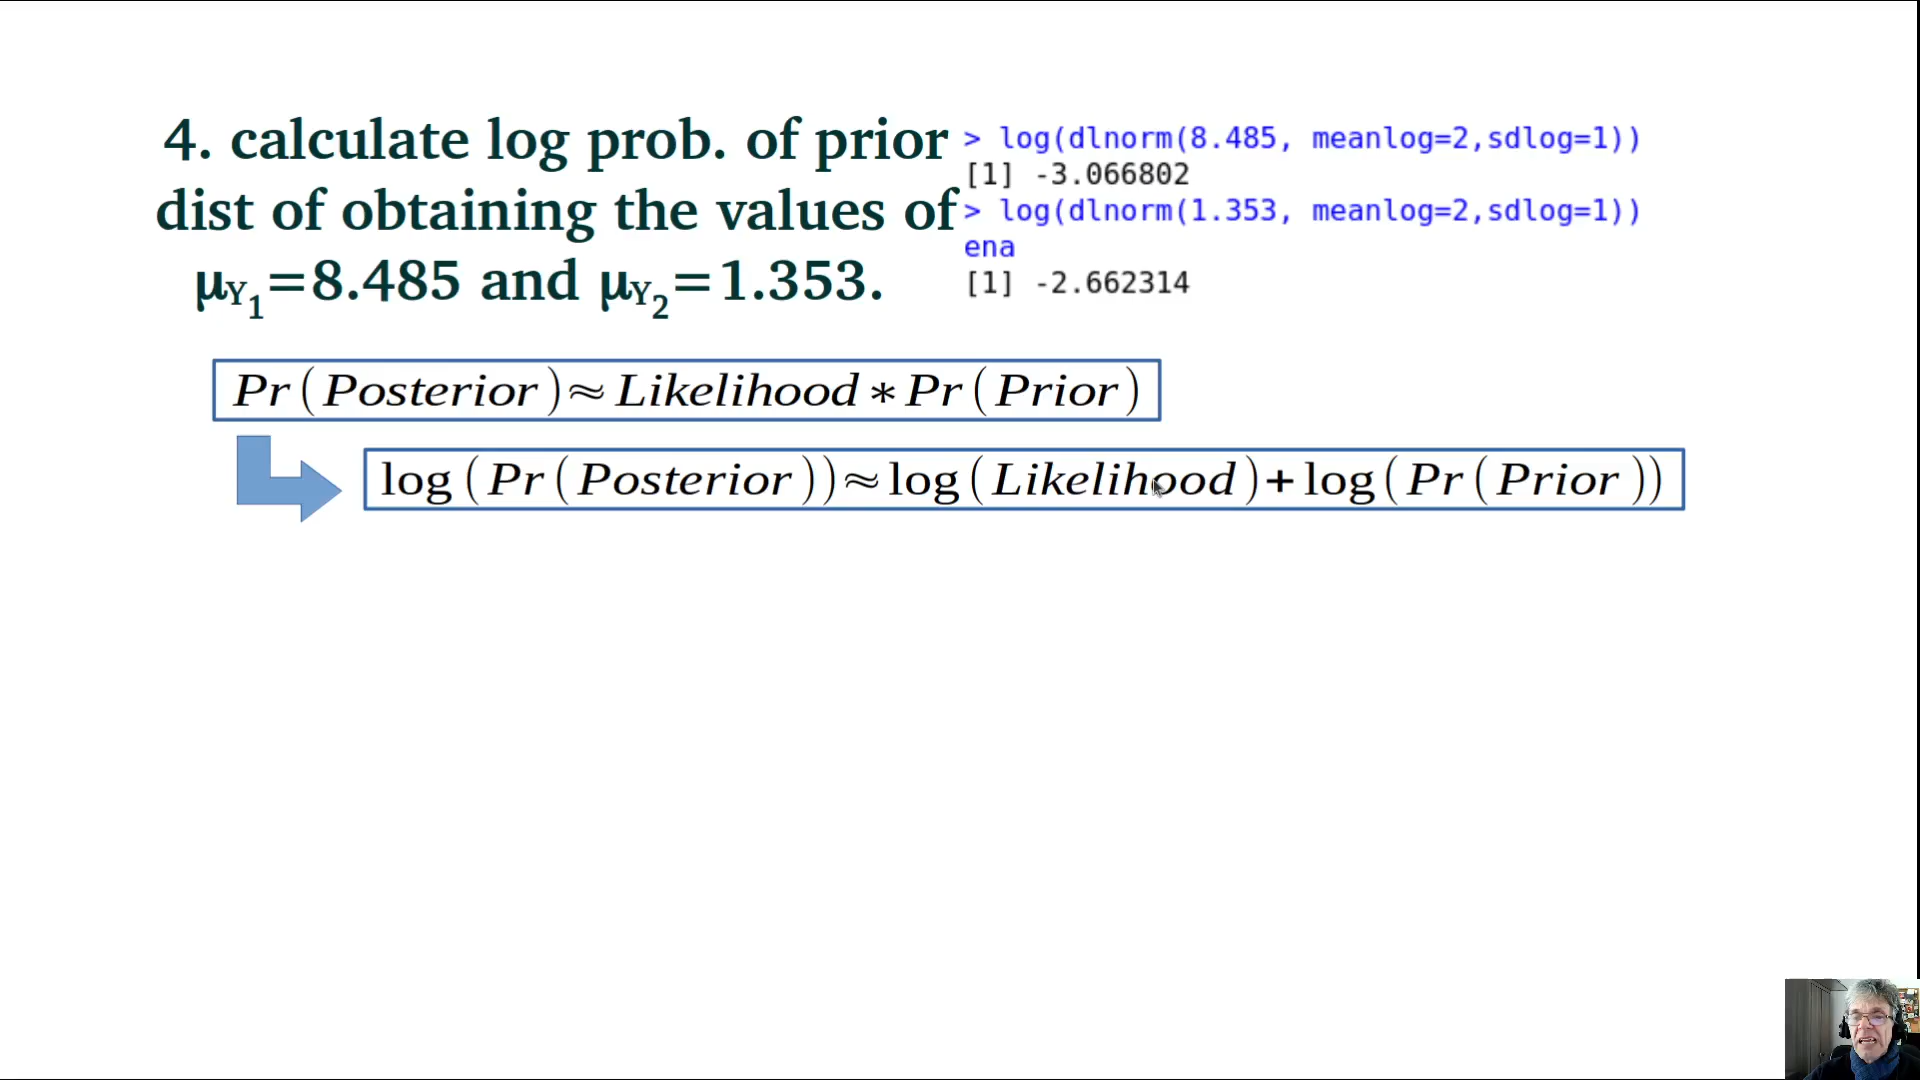 4. calculate log prob. of prior
dist of obtaining the values of
μY1=8.485 and μY2=1.353.
> log(dlnorm(8.485, meanlog=2,sdlog=1))
[1] -3.066802
> log(dlnorm(1.353, meanlog=2,sdlog=1))
ena
[1] -2.662314
Pr(Posterior)≈Likelihood*Pr(Prior)
log(Pr(Posterior))≈log(Likelihood)+log(Pr(Prior))